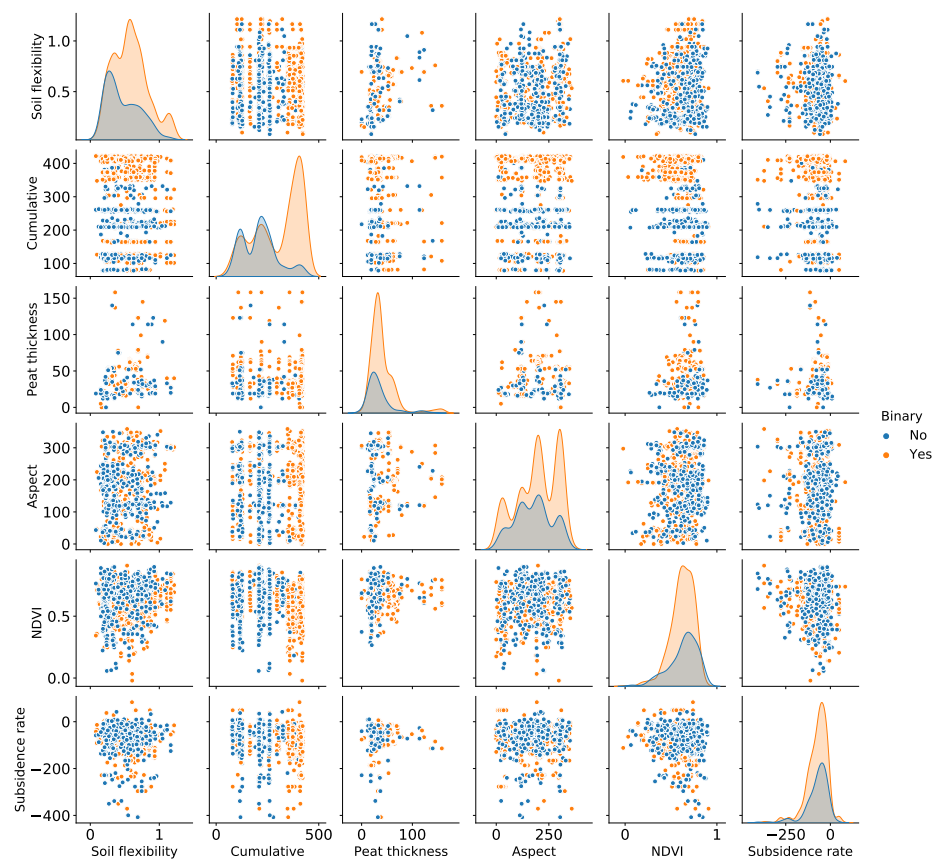 Soil flexibility
1.0
0.5
Cumulative
400
300
200
100
Peat thickness
150
100
50
0
Binary
No
Yes
Aspect
300
200
100
0
NDVI
0.5
0.0
Subsidence rate
0
−200
−400
0 1
0 500
0 100
0 250
0 1
−250 0
Soil flexibility Cumulative Peat thickness Aspect NDVI Subsidence rate